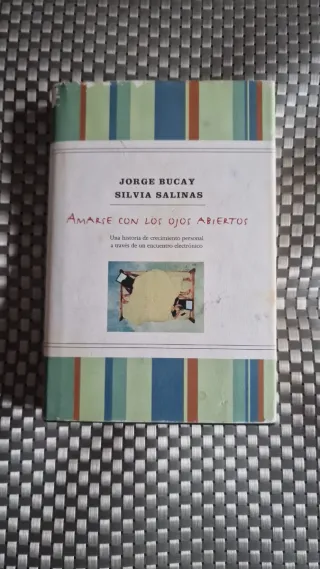 JORGE BUCAY
SILVIA SALINAS
AMARSE CON LOS OJOS ABIERTOS
Una historia de crecimiento personal
a través de un encuentro electrónico